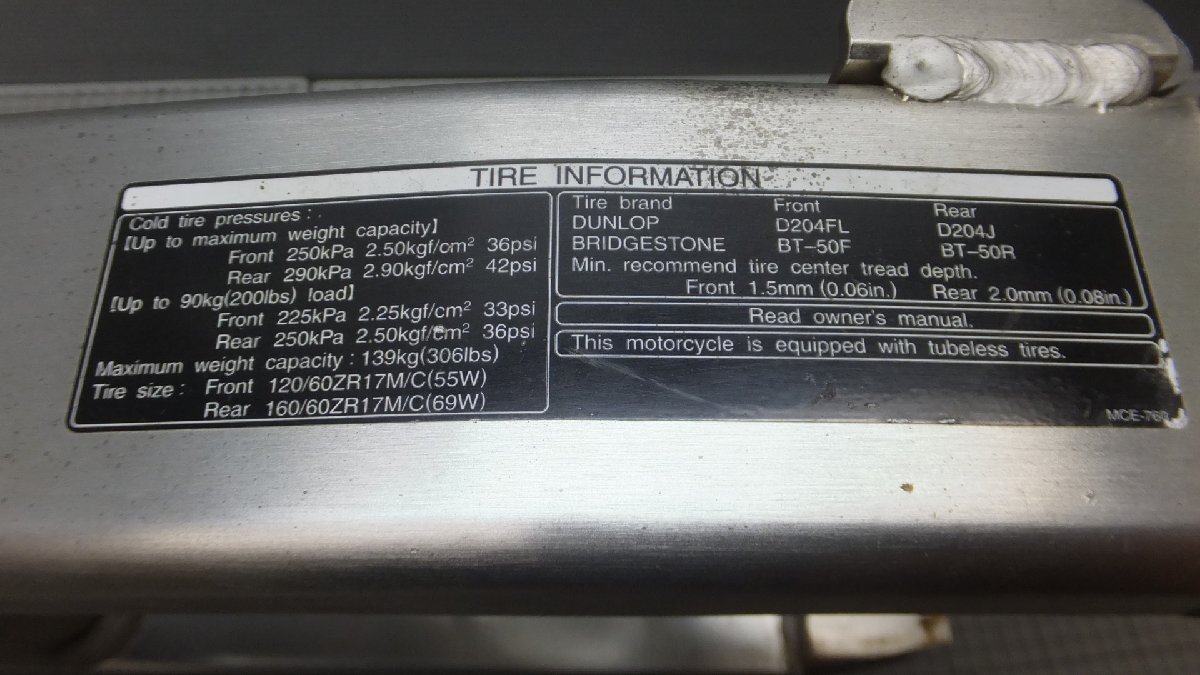 TIRE INFORMATION
Cold tire pressures :
[Up to maximum weight capacity]
Front 250kPa 2.50kgf/cm² 36psi
Rear 290kPa 2.90kgf/cm² 42psi
[Up to 90kg(200lbs) load]
Front 225kPa 2.25kgf/cm² 33psi
Rear 250kPa 2.50kgf/cm² 36psi
Maximum weight capacity : 139kg(306lbs)
Tire size : Front 120/60ZR17M/C(55W)
Rear 160/60ZR17M/C(69W)
Tire brand Front Rear
DUNLOP D204FL D204J
BRIDGESTONE BT-50F BT-50R
Min. recommend tire center tread depth.
Front 1.5mm (0.06in.) Rear 2.0mm (0.08in.)
Read owner's manual.
This motorcycle is equipped with tubeless tires.